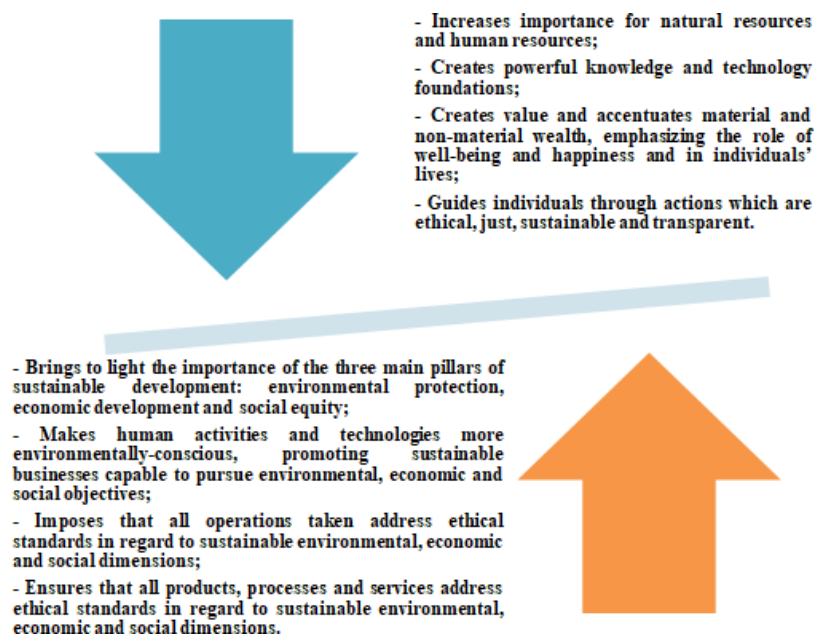 - Increases importance for natural resources
and human resources;
- Creates powerful knowledge and technology
foundations;
- Creates value and accentuates material and
non-material wealth, emphasizing the role of
well-being and happiness and in individuals’
lives;
- Guides individuals through actions which are
ethical, just, sustainable and transparent.
- Brings to light the importance of the three main pillars of
sustainable development: environmental protection,
economic development and social equity;
- Makes human activities and technologies more
environmentally-conscious, promoting sustainable
businesses capable to pursue environmental, economic and
social objectives;
- Imposes that all operations taken address ethical
standards in regard to sustainable environmental, economic
and social dimensions;
- Ensures that all products, processes and services address
ethical standards in regard to sustainable environmental,
economic and social dimensions.